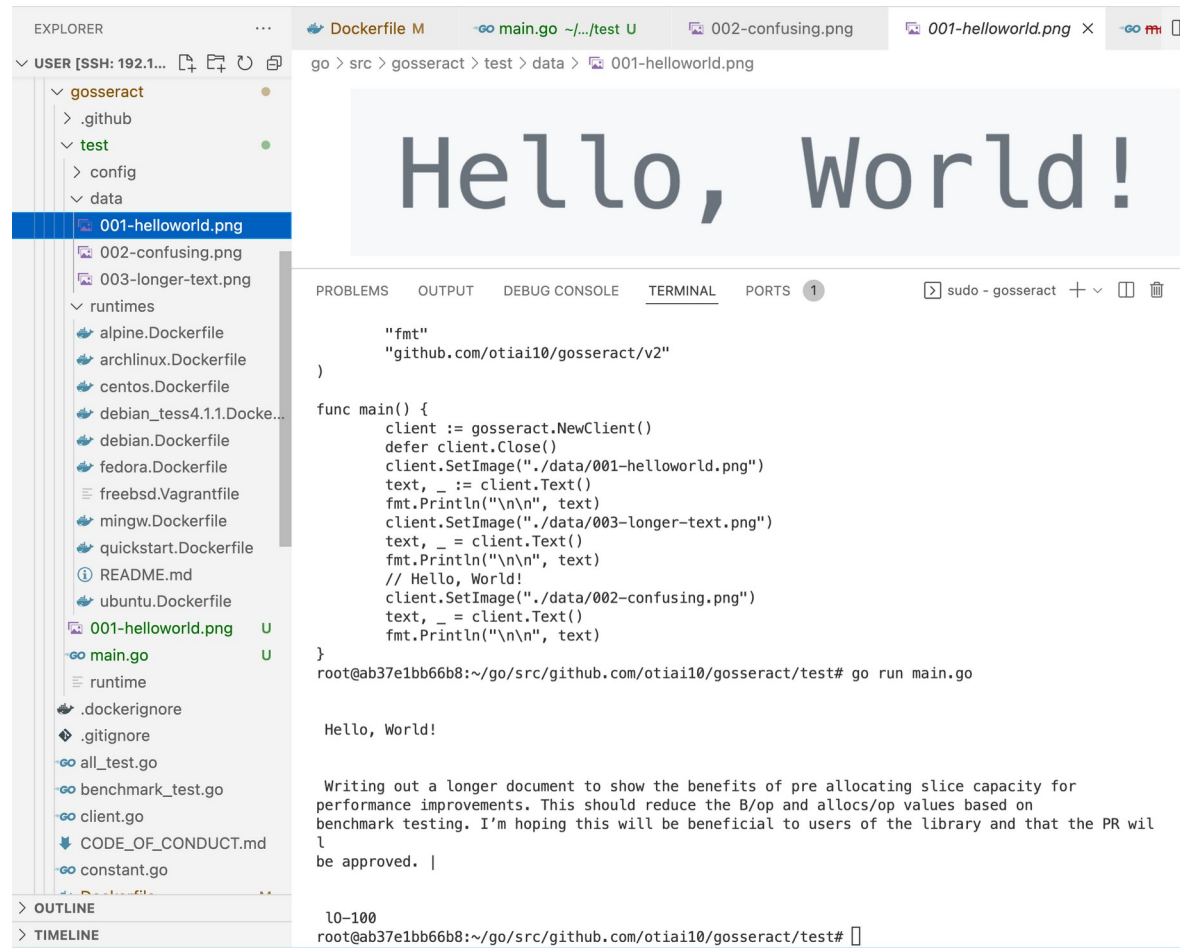 EXPLORER ...
USER [SSH: 192.1...
gosseract
.github
test
config
data
001-helloworld.png
002-confusing.png
003-longer-text.png
runtimes
alpine.Dockerfile
archlinux.Dockerfile
centos.Dockerfile
debian_tess4.1.1.Docke...
debian.Dockerfile
fedora.Dockerfile
freebsd.Vagrantfile
mingw.Dockerfile
quickstart.Dockerfile
README.md
ubuntu.Dockerfile
001-helloworld.png U
GO main.go U
runtime
.dockerignore
.gitignore
GO all_test.go
GO benchmark_test.go
GO client.go
CODE_OF_CONDUCT.md
GO constant.go
Dockerfile M
OUTLINE
TIMELINE
Dockerfile M GO main.go ~/.../test U 002-confusing.png 001-helloworld.png GO
go > src > gosseract > test > data > 001-helloworld.png
Hello, World!
PROBLEMS OUTPUT DEBUG CONSOLE TERMINAL PORTS 1 sudo - gosseract
"fmt"
"github.com/otiai10/gosseract/v2"
)
func main() {
client := gosseract.NewClient()
defer client.Close()
client.SetImage("./data/001-helloworld.png")
text, _ := client.Text()
fmt.Println("\n\n", text)
client.SetImage("./data/003-longer-text.png")
text, _ = client.Text()
fmt.Println("\n\n", text)
// Hello, World!
client.SetImage("./data/002-confusing.png")
text, _ = client.Text()
fmt.Println("\n\n", text)
}
root@ab37e1bb66b8:~/go/src/github.com/otiai10/gosseract/test# go run main.go
Hello, World!
Writing out a longer document to show the benefits of pre allocating slice capacity for
performance improvements. This should reduce the B/op and allocs/op values based on
benchmark testing. I’m hoping this will be beneficial to users of the library and that the PR wil
l
be approved. |
lO-100
root@ab37e1bb66b8:~/go/src/github.com/otiai10/gosseract/test#